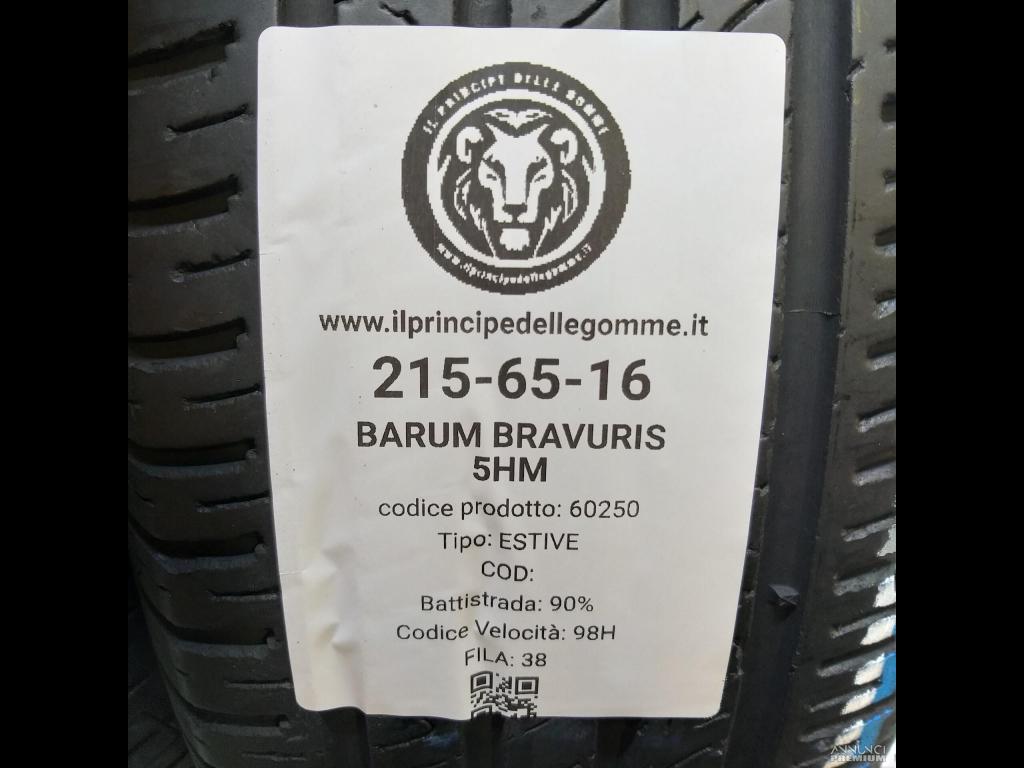 IL PRINCIPE DELLE GOMME
www.ilprincipedellegomme.it
www.ilprincipedellegomme.it
215-65-16
BARUM BRAVURIS
5HM
codice prodotto: 60250
Tipo: ESTIVE
COD:
Battistrada: 90%
Codice Velocità: 98H
FILA: 38
ANNUNCI
PREMIUM